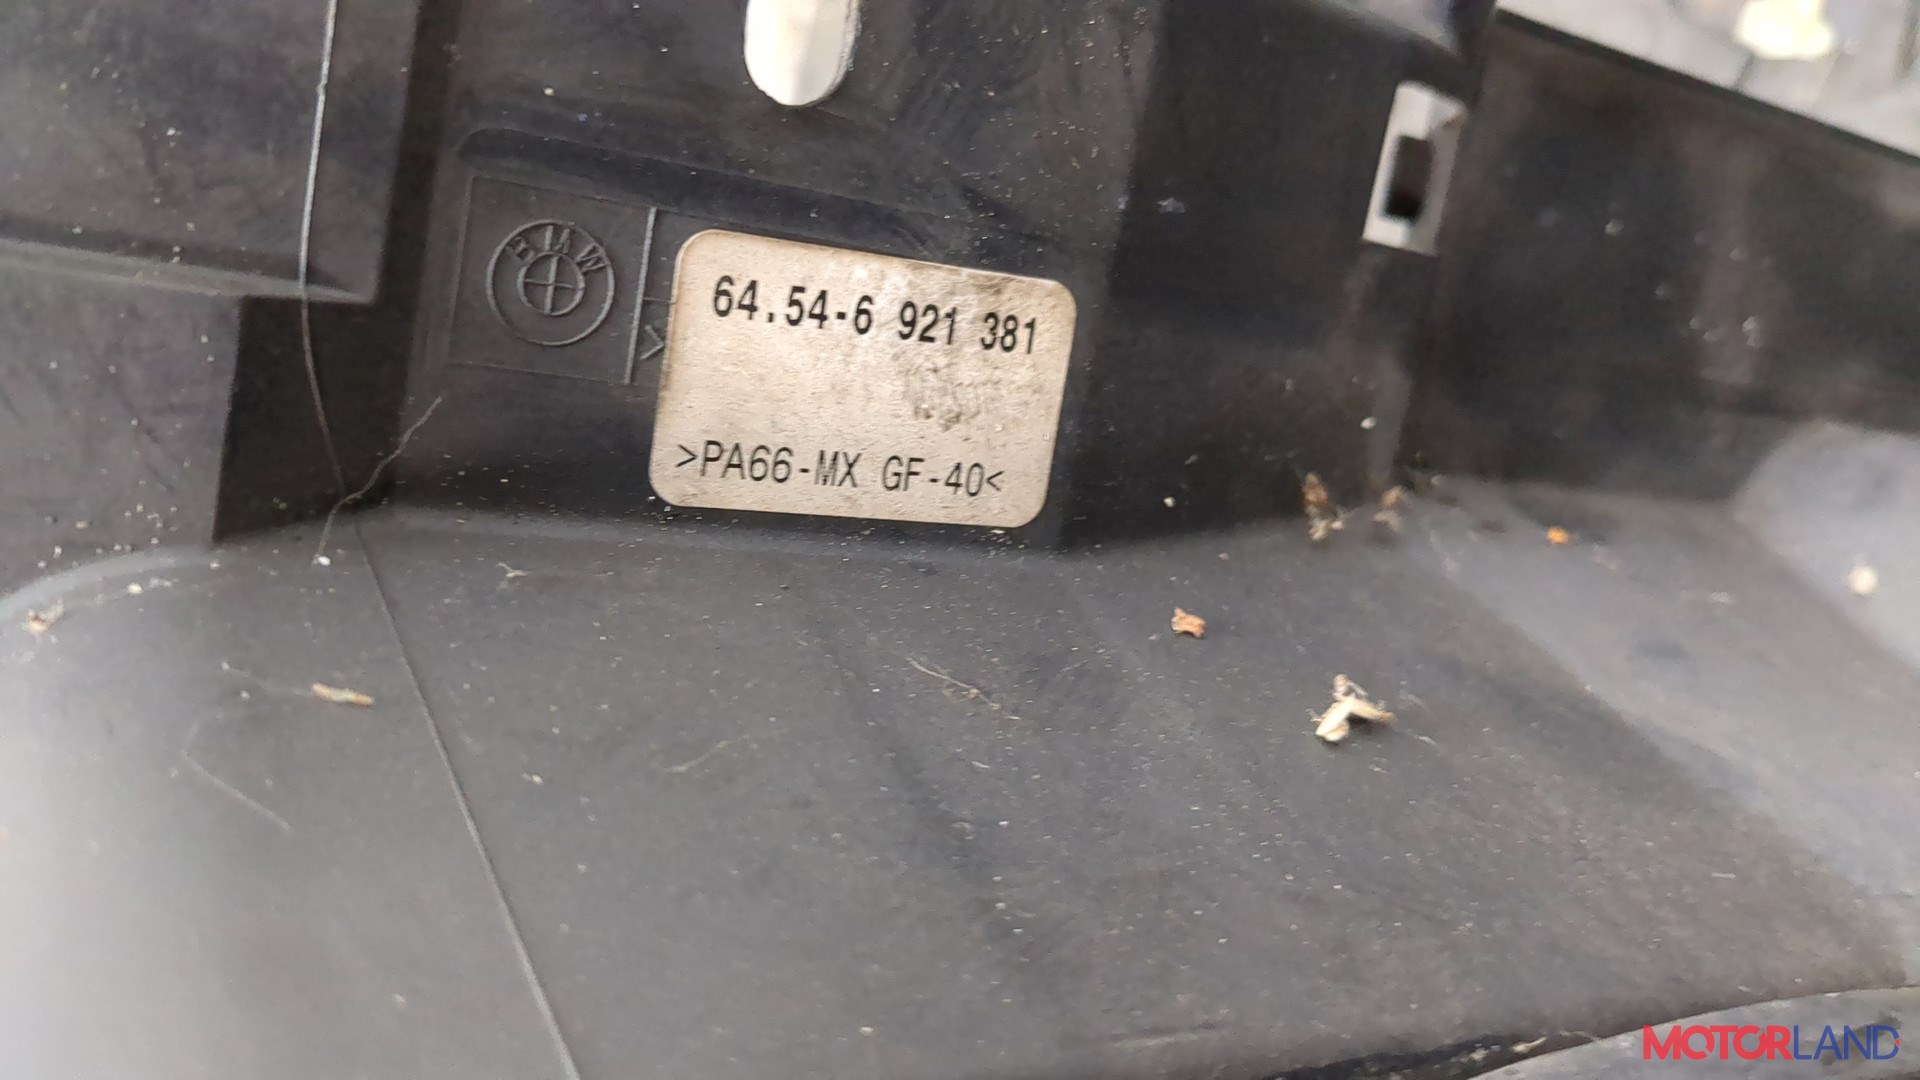 BMW
64.54-6 921 381
>
>PA66-MX GF-40<
MOTORLAND